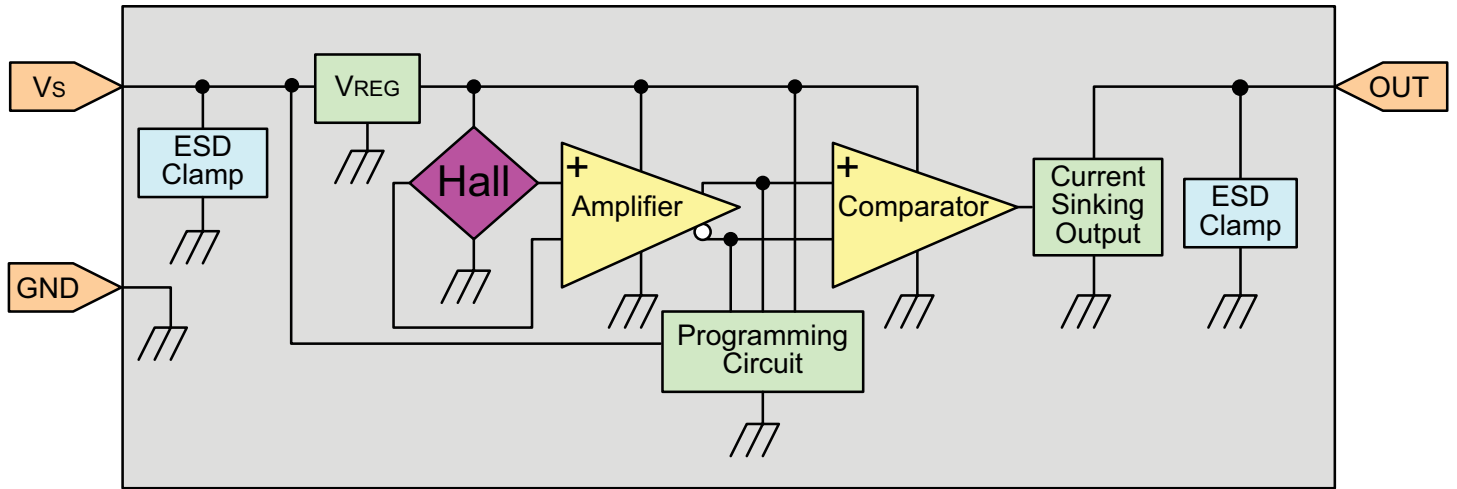 Vs
VREG
OUT
ESD
Clamp
Hall
+
Amplifier
+
Comparator
Current
Sinking
Output
ESD
Clamp
GND
Programming
Circuit